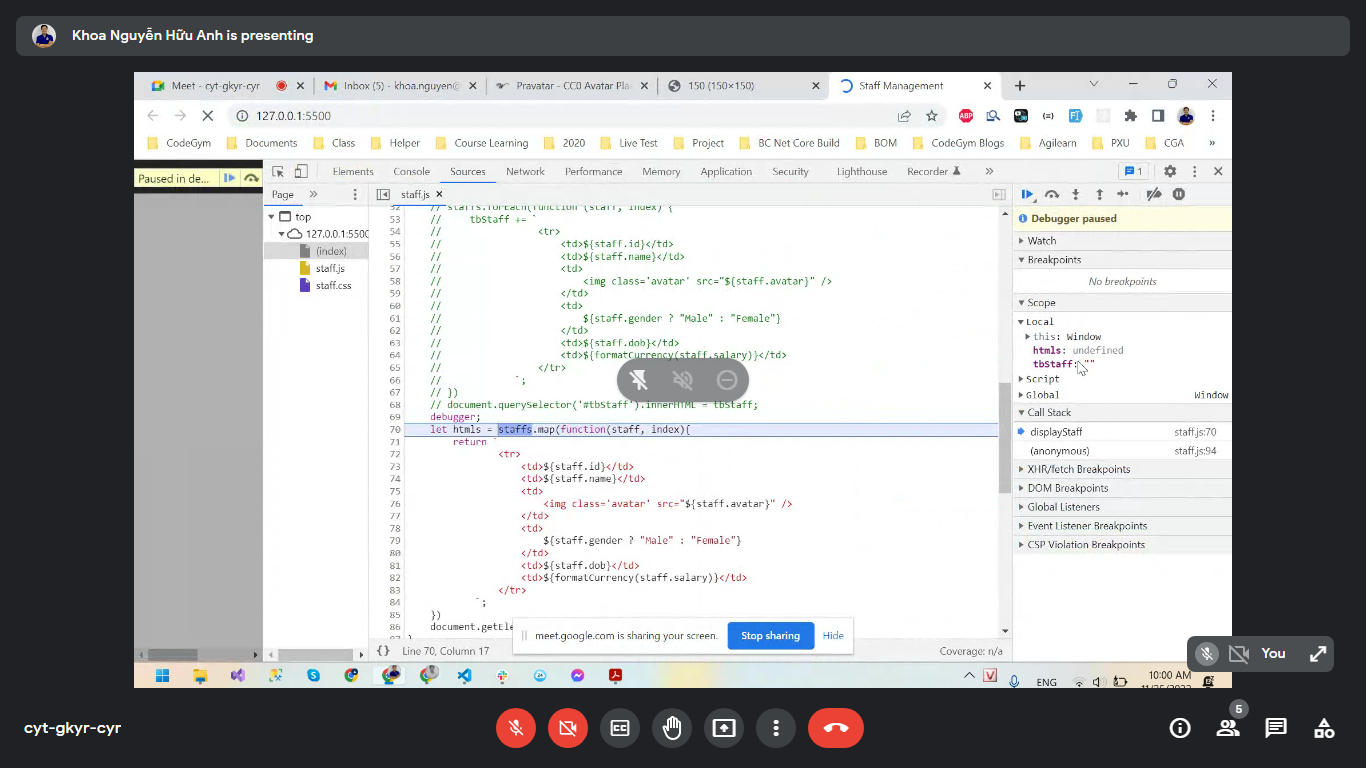 Khoa Nguyễn Hữu Anh is presenting
Meet - cyt-gkyr-cyr
Inbox (5) - khoa.nguyen@
Pravatar - CC0 Avatar Pla
150 (150×150)
Staff Management
127.0.0.1:5500
CodeGym Documents Class Helper Course Learning 2020 Live Test Project BC Net Core Build BOM CodeGym Blogs Agilearn PXU CGA »
Paused in de...
Elements Console Sources Network Performance Memory Application Security Lighthouse Recorder » 1
Page »
staff.js ×
top
127.0.0.1:5500
(index)
staff.js
staff.css
52 // staffs.forEach(function (staff, index) {
53 // tbStaff += `
54 // <tr>
55 // <td>${staff.id}</td>
56 // <td>${staff.name}</td>
57 // <td>
58 // <img class='avatar' src="${staff.avatar}" />
59 // </td>
60 // <td>
61 // ${staff.gender ? "Male" : "Female"}
62 // </td>
63 // <td>${staff.dob}</td>
64 // <td>${formatCurrency(staff.salary)}</td>
65 // </tr>
66 // `;
67 // })
68 // document.querySelector('#tbStaff').innerHTML = tbStaff;
69 debugger;
70 let htmls = staffs.map(function(staff, index){
71 return `
72 <tr>
73 <td>${staff.id}</td>
74 <td>${staff.name}</td>
75 <td>
76 <img class='avatar' src="${staff.avatar}" />
77 </td>
78 <td>
79 ${staff.gender ? "Male" : "Female"}
80 </td>
81 <td>${staff.dob}</td>
82 <td>${formatCurrency(staff.salary)}</td>
83 </tr>
84 `;
85 })
86 document.getEle
87 }
{} Line 70, Column 17
Coverage: n/a
Debugger paused
Watch
Breakpoints
No breakpoints
Scope
Local
this: Window
htmls: undefined
tbStaff: ""
Script
Global Window
Call Stack
displayStaff staff.js:70
(anonymous) staff.js:94
XHR/fetch Breakpoints
DOM Breakpoints
Global Listeners
Event Listener Breakpoints
CSP Violation Breakpoints
meet.google.com is sharing your screen. Stop sharing Hide
You
ENG
10:00 AM
cyt-gkyr-cyr
6